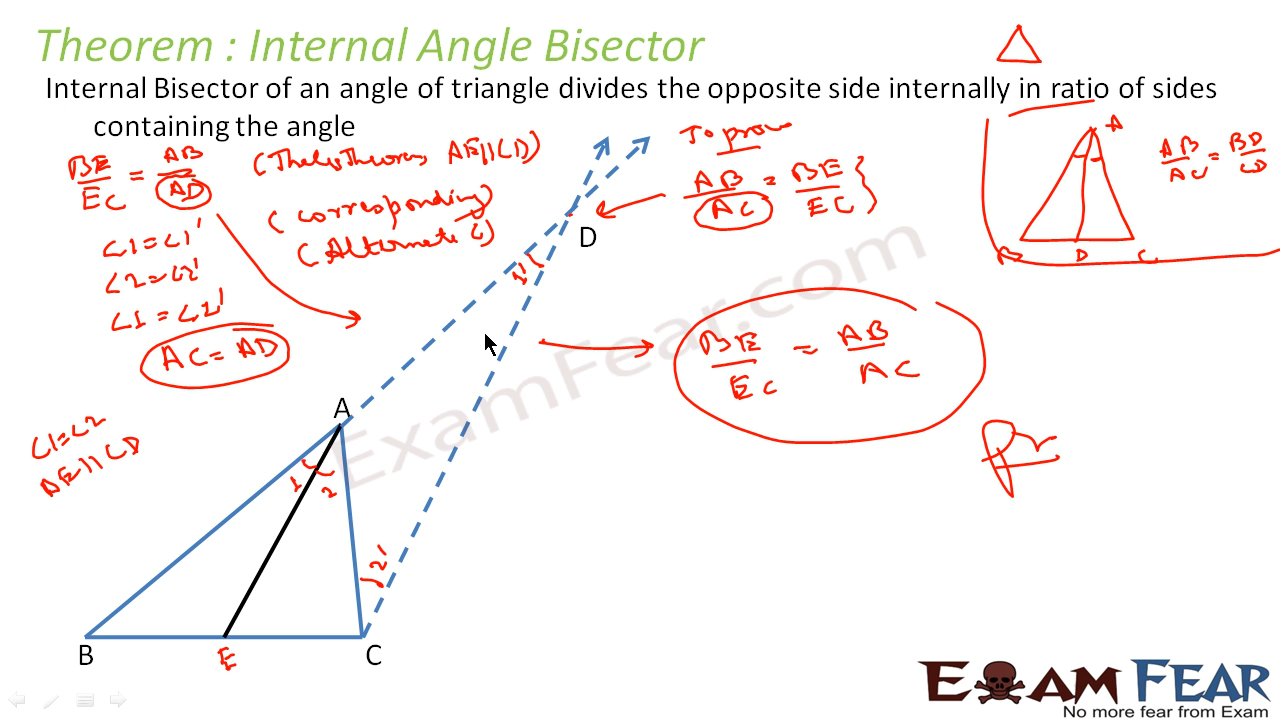 Theorem : Internal Angle Bisector
Internal Bisector of an angle of triangle divides the opposite side internally in ratio of sides
containing the angle
BE/EC = AB/AD (Thales Theorem AE||CD)
∠1=∠1' (Corresponding)
∠2=∠2' (Alternate ∠)
∠1=∠2'
AC=AD
∠1=∠2
AE||CD
To prove
AB/AC = BE/EC
A
AB/AC = BD/CD
B D C
D
1'
BE/EC = AB/AC
A
1 2
2'
B E C
ExamFear.com
EXAM FEAR
No more fear from Exam